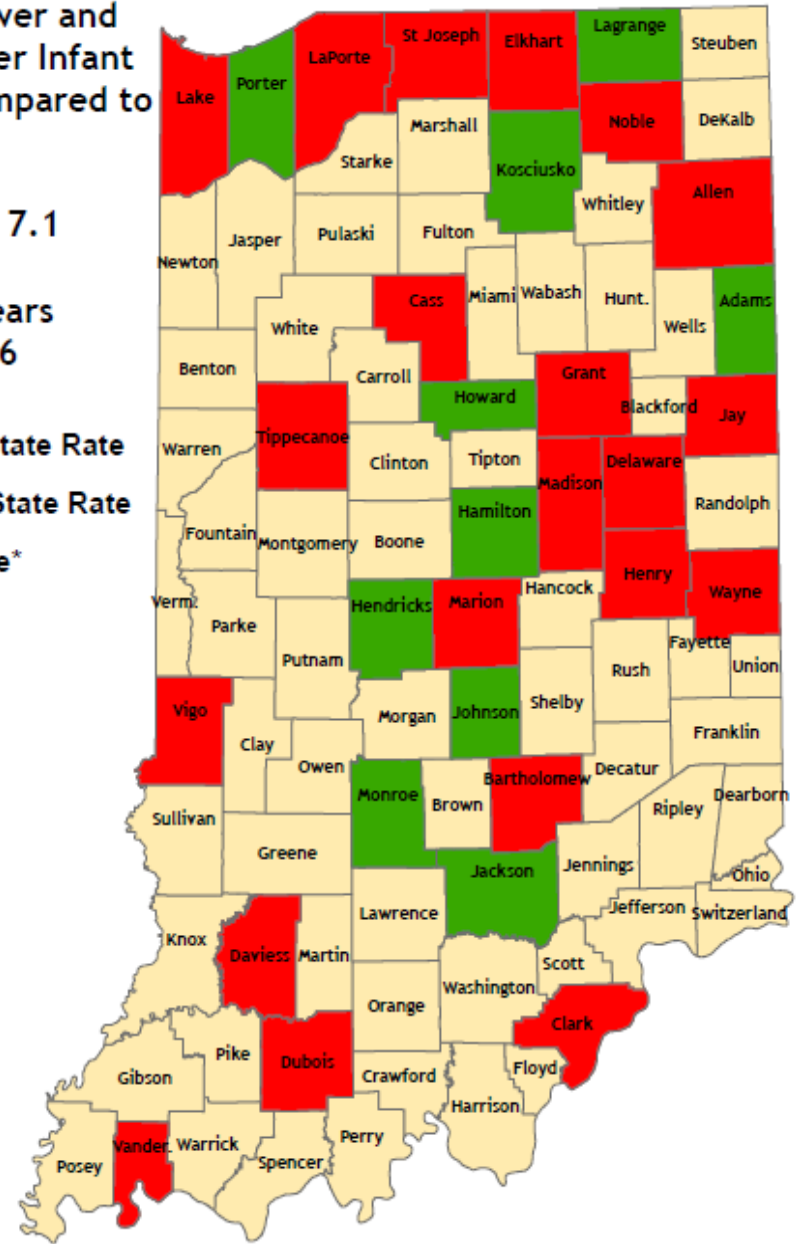 ver and
er Infant
mpared to
7.1
ears
6
tate Rate
State Rate
e*
Lake
Porter
LaPorte
St Joseph
Elkhart
Lagrange
Steuben
Starke
Marshall
Kosciusko
Noble
DeKalb
Whitley
Allen
Newton
Jasper
Pulaski
Fulton
White
Cass
Miami
Wabash
Hunt.
Wells
Adams
Benton
Carroll
Howard
Grant
Blackford
Jay
Warren
Tippecanoe
Clinton
Tipton
Madison
Delaware
Randolph
Fountain
Montgomery
Boone
Hamilton
Verm.
Parke
Putnam
Hendricks
Marion
Hancock
Henry
Wayne
Fayette
Union
Rush
Vigo
Clay
Owen
Morgan
Johnson
Shelby
Franklin
Decatur
Sullivan
Greene
Monroe
Brown
Bartholomew
Ripley
Dearborn
Jackson
Jennings
Ohio
Jefferson
Switzerland
Knox
Daviess
Martin
Lawrence
Orange
Washington
Scott
Clark
Gibson
Pike
Dubois
Crawford
Floyd
Harrison
Posey
Vander.
Warrick
Spencer
Perry